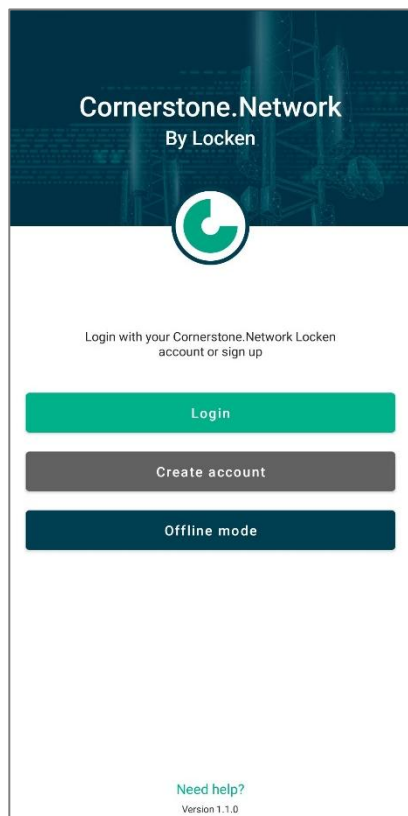 Cornerstone.Network
By Locken
Login with your Cornerstone.Network Locken
account or sign up
Login
Create account
Offline mode
Need help?
Version 1.1.0